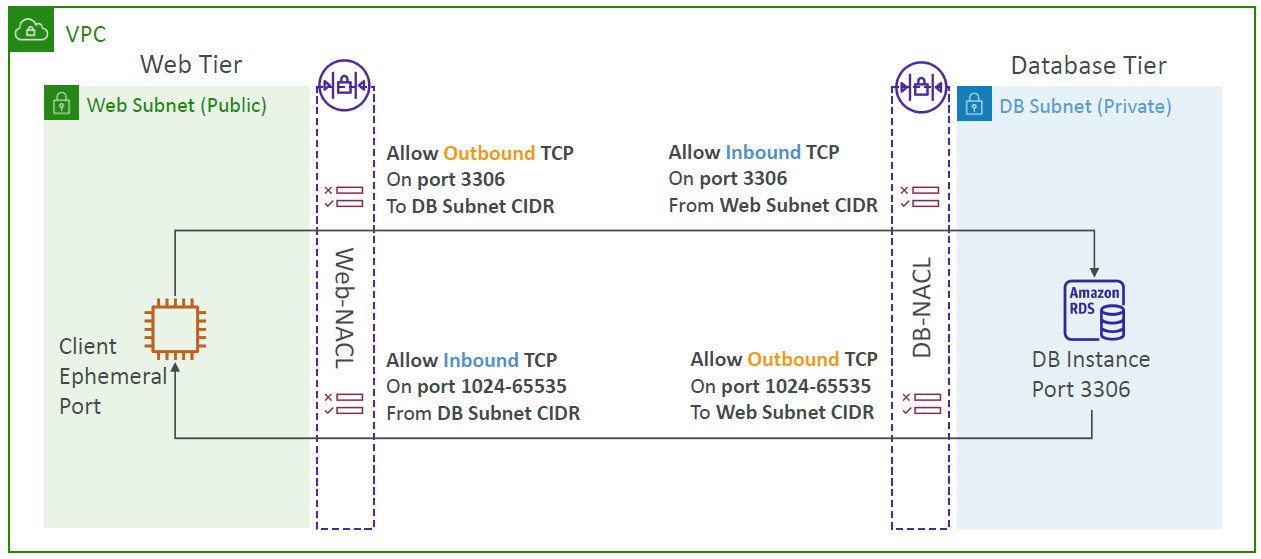 VPC
Web Tier
Database Tier
Web Subnet (Public)
DB Subnet (Private)
Allow Outbound TCP
On port 3306
To DB Subnet CIDR
Allow Inbound TCP
On port 3306
From Web Subnet CIDR
Web-NACL
DB-NACL
Amazon
RDS
Client
Ephemeral
Port
Allow Inbound TCP
On port 1024-65535
From DB Subnet CIDR
Allow Outbound TCP
On port 1024-65535
To Web Subnet CIDR
DB Instance
Port 3306